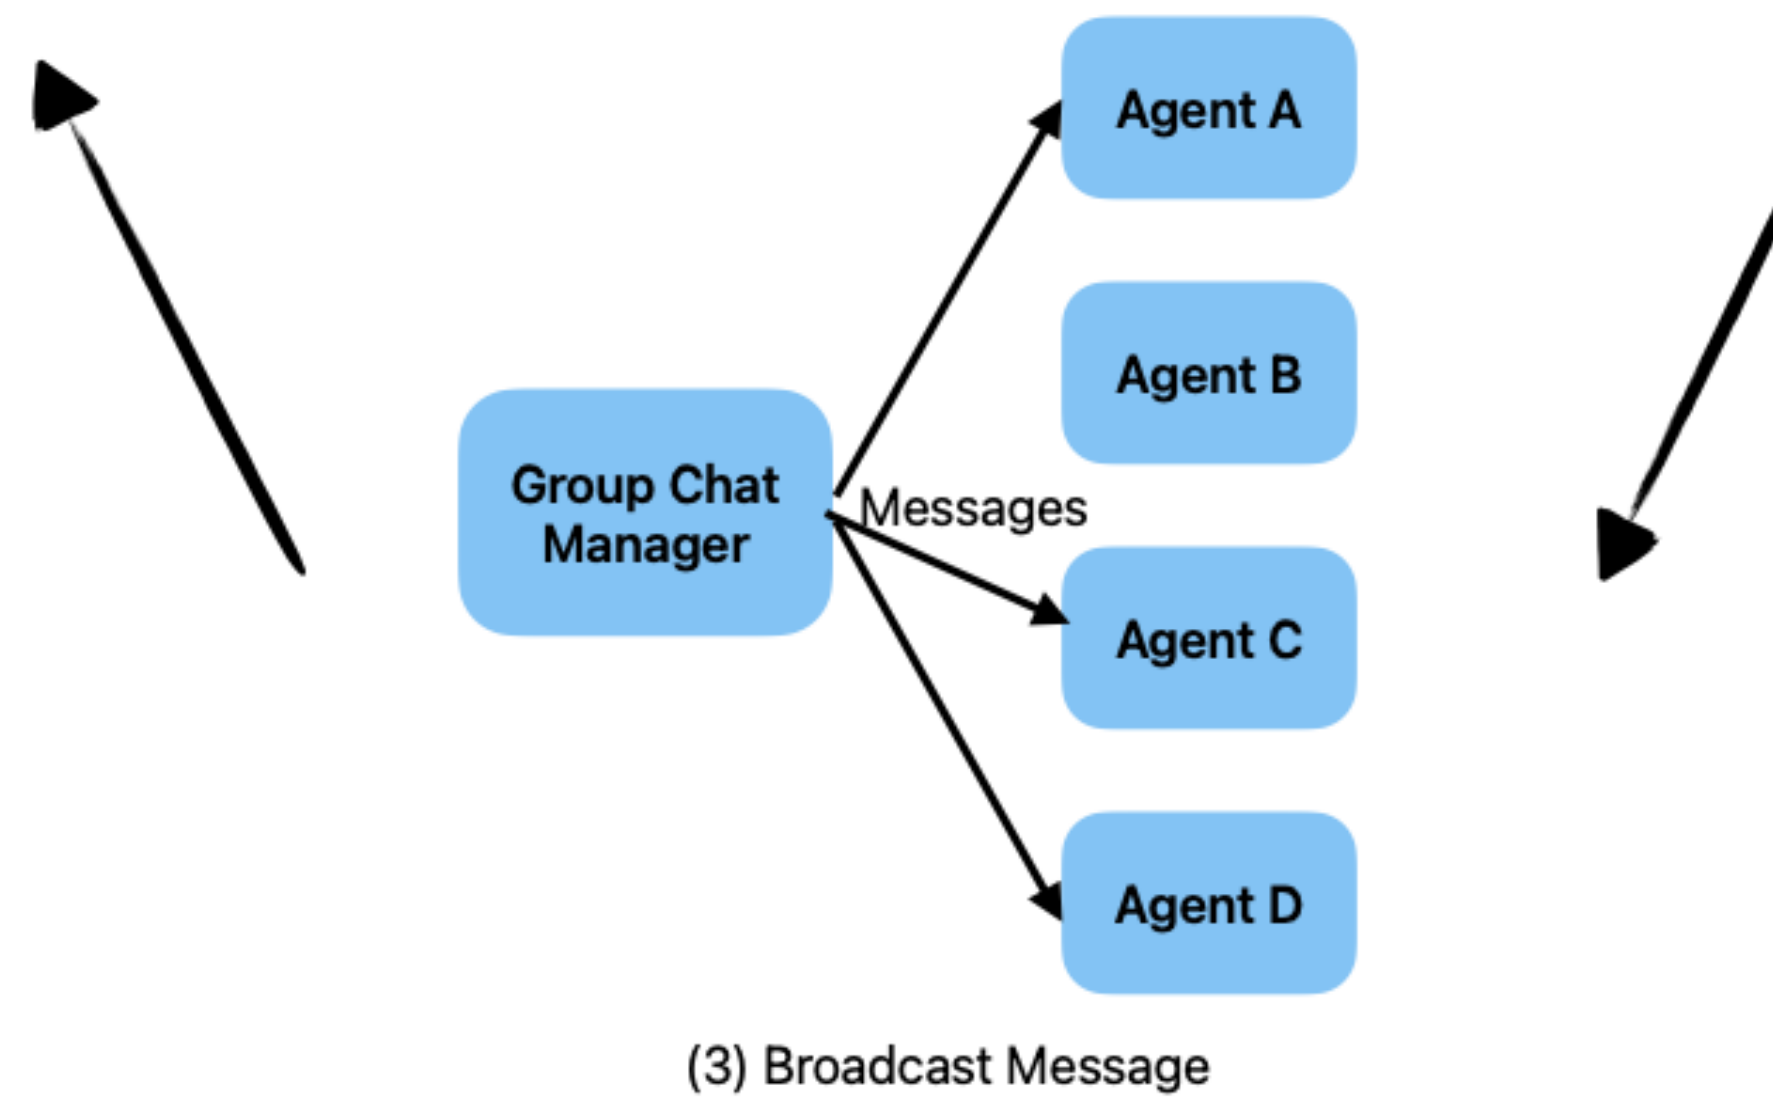 Agent A
Agent B
Group Chat
Manager
Messages
Agent C
Agent D
(3) Broadcast Message